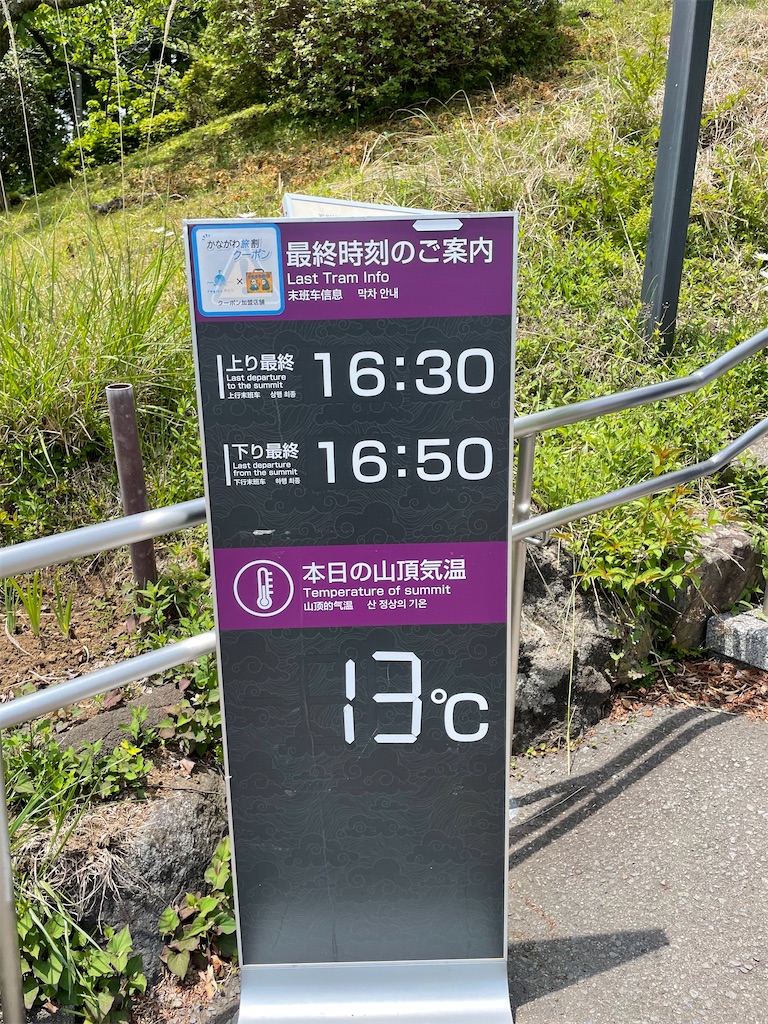 かながわ旅割
クーポン
×
クーポン加盟店舗
最終時刻のご案内
Last Tram Info
末班车信息 막차 안내
上り最終
Last departure
to the summit
上行末班车 상행 최종
16:30
下り最終
Last departure
from the summit
下行末班车 하행 최종
16:50
本日の山頂気温
Temperature of summit
山顶的气温 산 정상의 기온
13℃